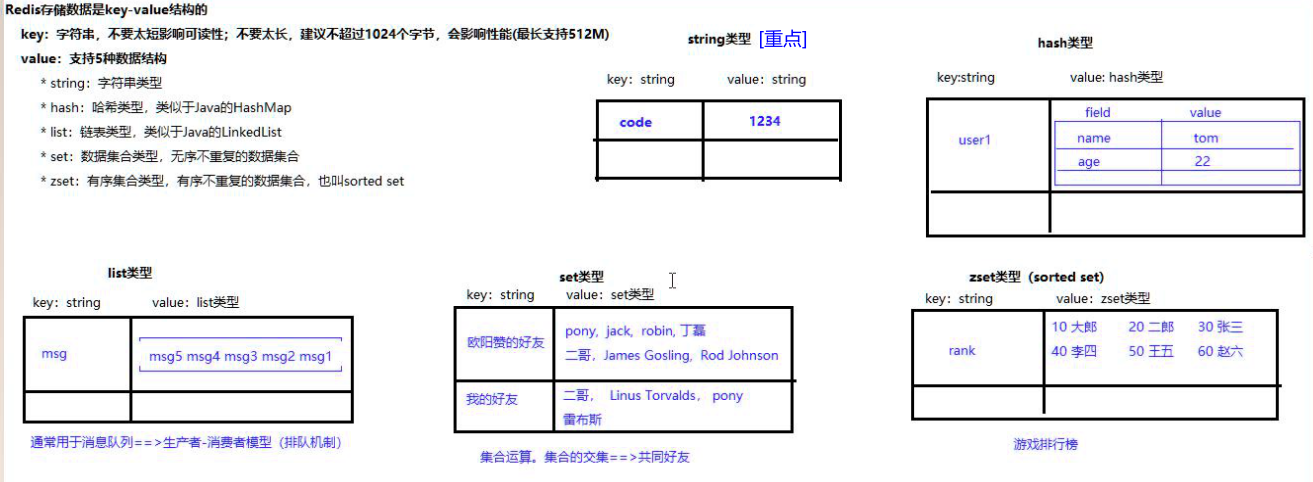 Redis存储数据是key-value结构的
key：字符串，不要太短影响可读性；不要太长，建议不超过1024个字节，会影响性能(最长支持512M)
value：支持5种数据结构
* string：字符串类型
* hash：哈希类型，类似于Java的HashMap
* list：链表类型，类似于Java的LinkedList
* set：数据集合类型，无序不重复的数据集合
* zset：有序集合类型，有序不重复的数据集合，也叫sorted set
string类型 [重点]
key：string value：string
code 1234
hash类型
key:string value: hash类型
field value
user1 name tom
age 22
list类型
key：string value：list类型
msg msg5 msg4 msg3 msg2 msg1
通常用于消息队列==>生产者-消费者模型（排队机制）
set类型
key：string value：set类型
欧阳赞的好友 pony, jack, robin, 丁磊
二哥，James Gosling，Rod Johnson
我的好友 二哥， Linus Torvalds， pony
雷布斯
集合运算。集合的交集==>共同好友
zset类型（sorted set）
key：string value：zset类型
rank 10 大郎 20 二郎 30 张三
40 李四 50 王五 60 赵六
游戏排行榜